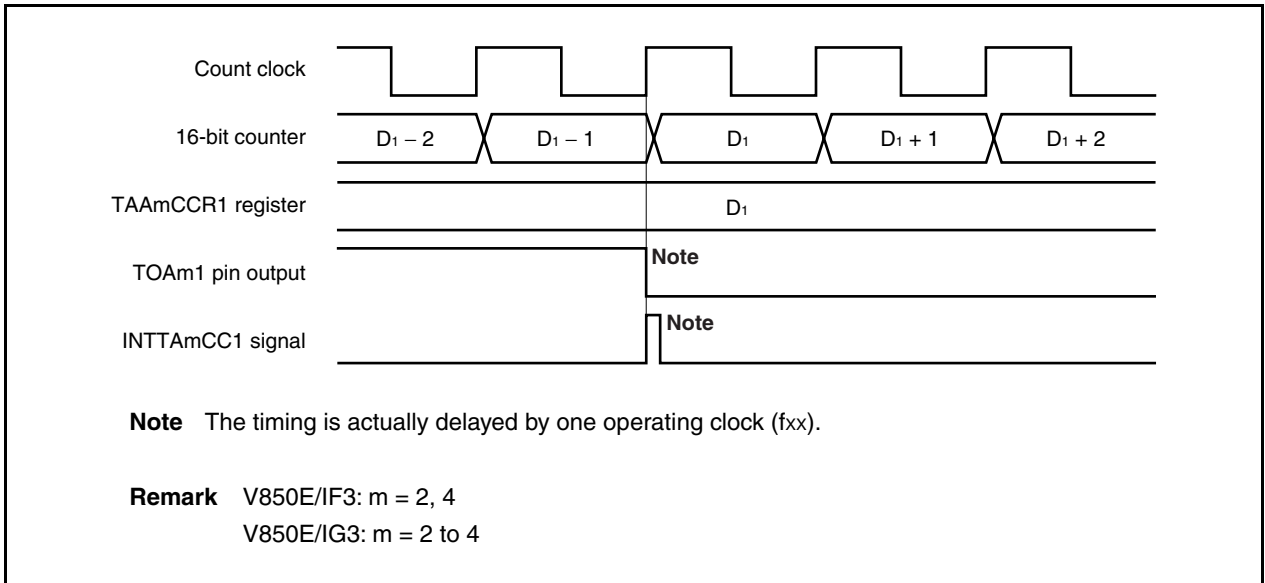 Count clock
16-bit counter D1 − 2 D1 − 1 D1 D1 + 1 D1 + 2
TAAmCCR1 register D1
TOAm1 pin output Note
INTTAmCC1 signal Note
Note The timing is actually delayed by one operating clock (fxx).
Remark V850E/IF3: m = 2, 4
V850E/IG3: m = 2 to 4